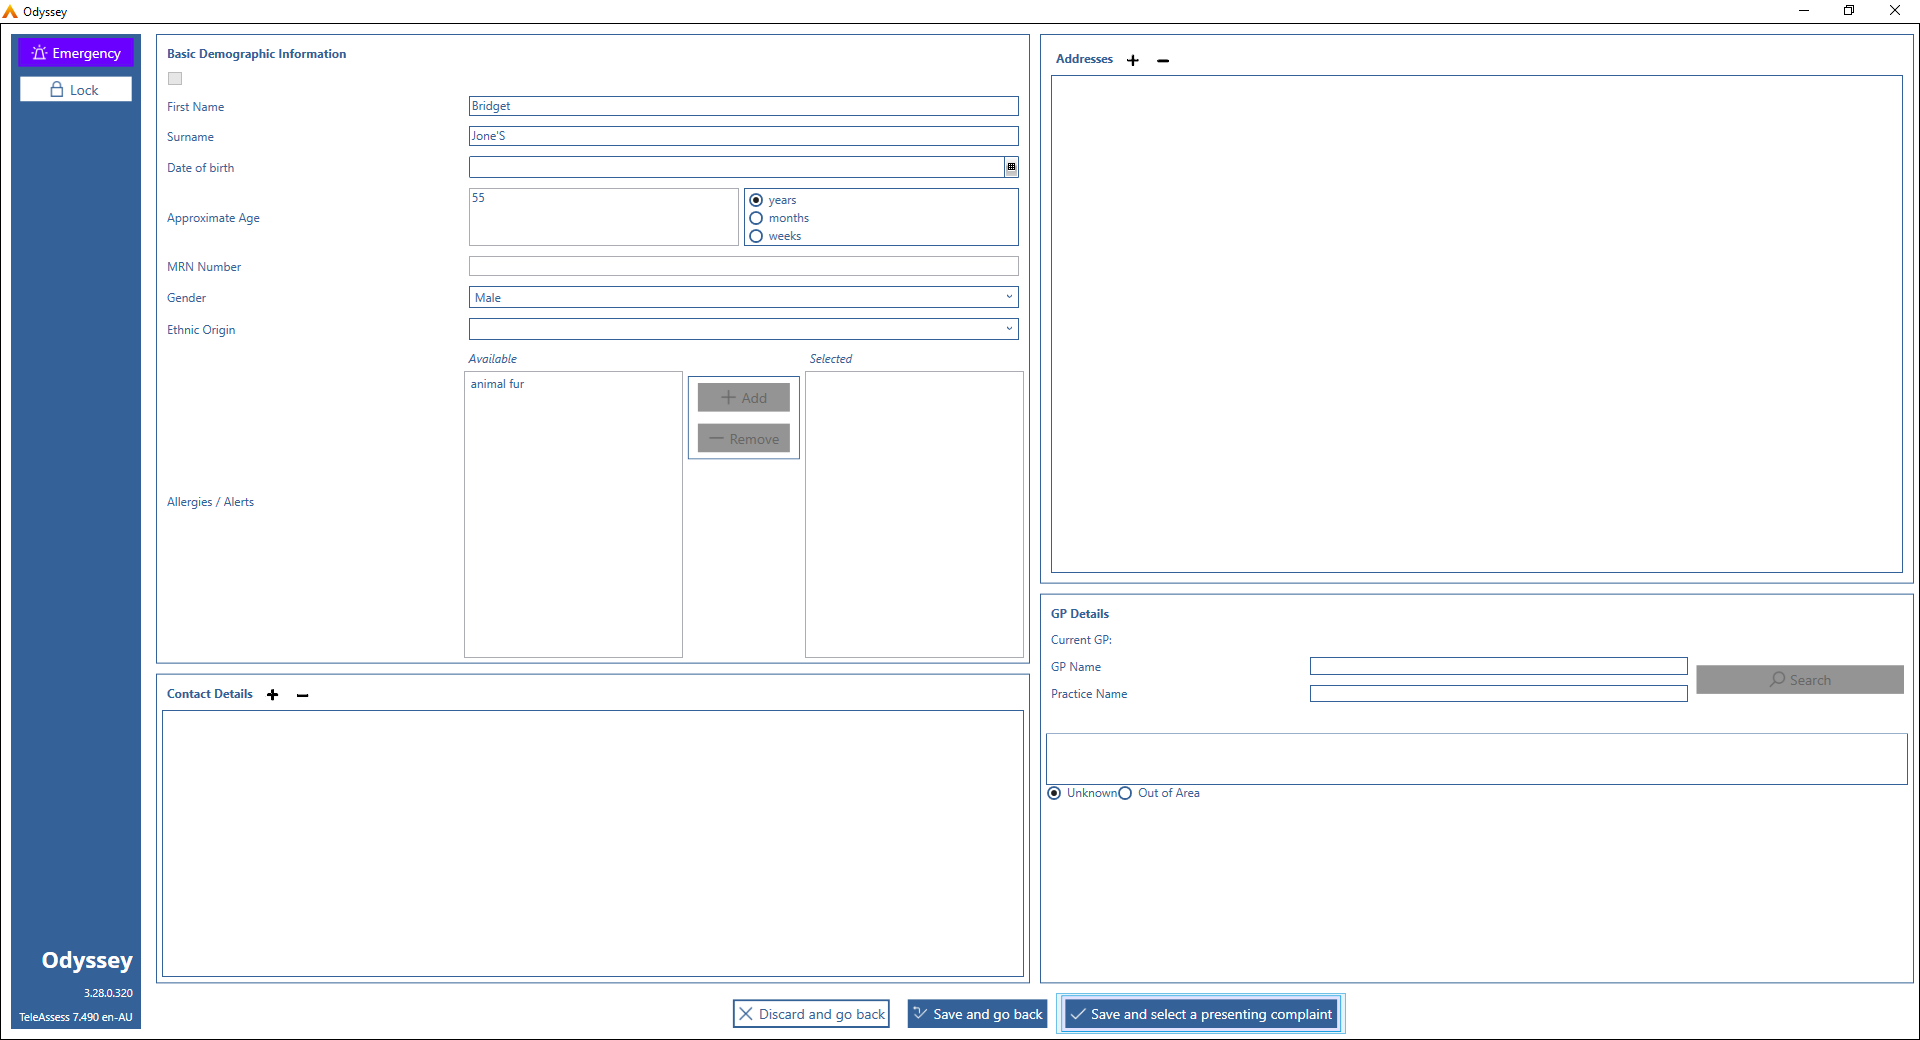 Odyssey
Emergency
Lock
Basic Demographic Information
First Name
Bridget
Surname
Jone'S
Date of birth
Approximate Age
55
years
months
weeks
MRN Number
Gender
Male
Ethnic Origin
Available
Selected
animal fur
Add
Remove
Allergies / Alerts
Contact Details
Addresses
GP Details
Current GP:
GP Name
Practice Name
Search
Unknown
Out of Area
Odyssey
3.28.0.320
TeleAssess 7.490 en-AU
Discard and go back
Save and go back
Save and select a presenting complaint